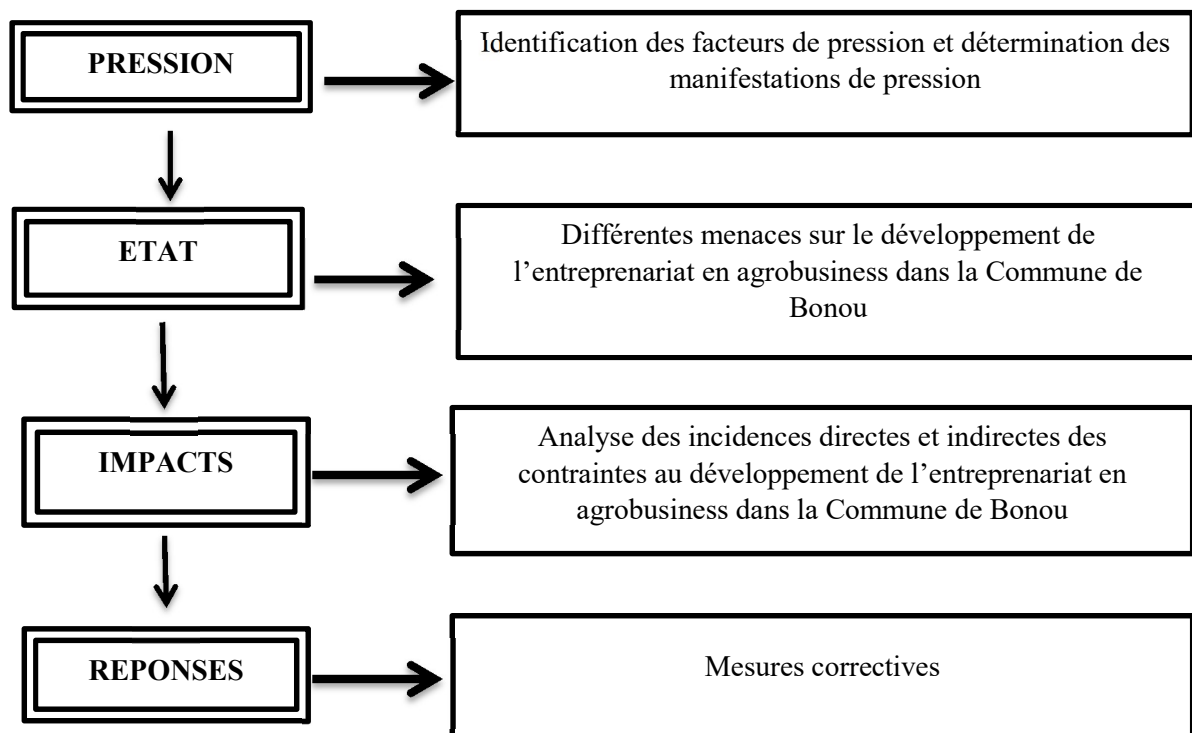 PRESSION
Identification des facteurs de pression et détermination des
manifestations de pression
ETAT
Différentes menaces sur le développement de
l’entreprenariat en agrobusiness dans la Commune de
Bonou
IMPACTS
Analyse des incidences directes et indirectes des
contraintes au développement de l’entreprenariat en
agrobusiness dans la Commune de Bonou
REPONSES
Mesures correctives